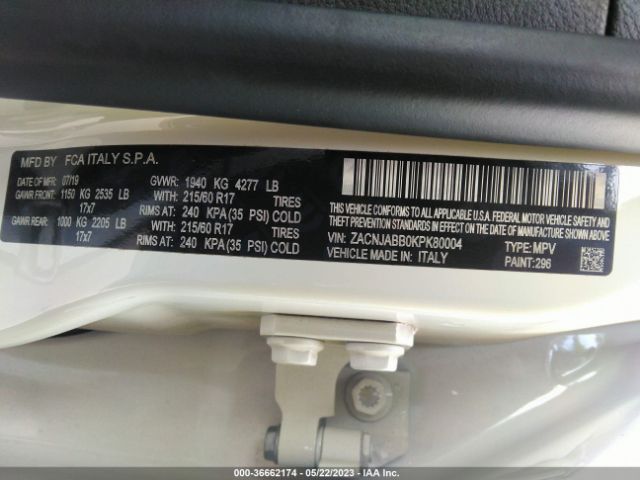 MFD BY FCA ITALY S.P.A.
DATE OF MFR: 07/19 GVWR: 1940 KG 4277 LB
GAWR FRONT: 1150 KG 2535 LB WITH: 215/60 R17 TIRES
17x7 RIMS AT: 240 KPA(35 PSI) COLD
GAWR REAR: 1000 KG 2205 LB WITH: 215/60 R17 TIRES
17x7 RIMS AT: 240 KPA(35 PSI) COLD
THIS VEHICLE CONFORMS TO ALL APPLICABLE U.S.FEDERAL MOTOR VEHICLE SAFETY,
BUMPER, AND THEFT PREVENTION STANDARDS IN EFFECT ON THE DATE OF MANUFACTURE SHOWN ABOVE
VIN: ZACNJABB0KPK80004 TYPE: MPV
VEHICLE MADE IN: ITALY PAINT: 296
000-36662174 - 05/22/2023 - IAA Inc.